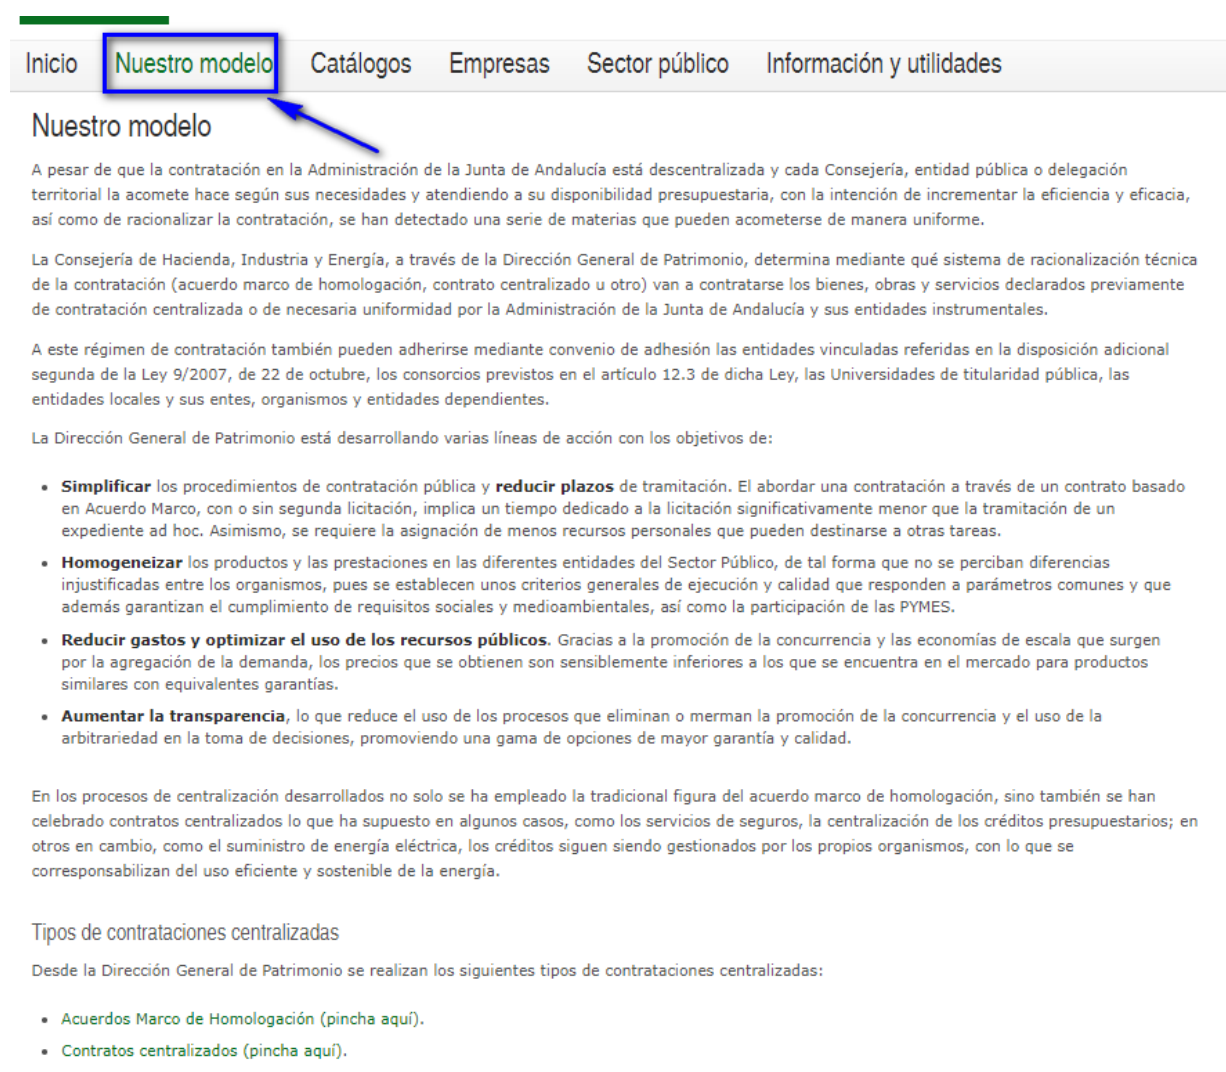 Inicio Nuestro modelo Catálogos Empresas Sector público Información y utilidades
Nuestro modelo
A pesar de que la contratación en la Administración de la Junta de Andalucía está descentralizada y cada Consejería, entidad pública o delegación
territorial la acomete hace según sus necesidades y atendiendo a su disponibilidad presupuestaria, con la intención de incrementar la eficiencia y eficacia,
así como de racionalizar la contratación, se han detectado una serie de materias que pueden acometerse de manera uniforme.
La Consejería de Hacienda, Industria y Energía, a través de la Dirección General de Patrimonio, determina mediante qué sistema de racionalización técnica
de la contratación (acuerdo marco de homologación, contrato centralizado u otro) van a contratarse los bienes, obras y servicios declarados previamente
de contratación centralizada o de necesaria uniformidad por la Administración de la Junta de Andalucía y sus entidades instrumentales.
A este régimen de contratación también pueden adherirse mediante convenio de adhesión las entidades vinculadas referidas en la disposición adicional
segunda de la Ley 9/2007, de 22 de octubre, los consorcios previstos en el artículo 12.3 de dicha Ley, las Universidades de titularidad pública, las
entidades locales y sus entes, organismos y entidades dependientes.
La Dirección General de Patrimonio está desarrollando varias líneas de acción con los objetivos de:
• Simplificar los procedimientos de contratación pública y reducir plazos de tramitación. El abordar una contratación a través de un contrato basado
en Acuerdo Marco, con o sin segunda licitación, implica un tiempo dedicado a la licitación significativamente menor que la tramitación de un
expediente ad hoc. Asimismo, se requiere la asignación de menos recursos personales que pueden destinarse a otras tareas.
• Homogeneizar los productos y las prestaciones en las diferentes entidades del Sector Público, de tal forma que no se perciban diferencias
injustificadas entre los organismos, pues se establecen unos criterios generales de ejecución y calidad que responden a parámetros comunes y que
además garantizan el cumplimiento de requisitos sociales y medioambientales, así como la participación de las PYMES.
• Reducir gastos y optimizar el uso de los recursos públicos. Gracias a la promoción de la concurrencia y las economías de escala que surgen
por la agregación de la demanda, los precios que se obtienen son sensiblemente inferiores a los que se encuentra en el mercado para productos
similares con equivalentes garantías.
• Aumentar la transparencia, lo que reduce el uso de los procesos que eliminan o merman la promoción de la concurrencia y el uso de la
arbitrariedad en la toma de decisiones, promoviendo una gama de opciones de mayor garantía y calidad.
En los procesos de centralización desarrollados no solo se ha empleado la tradicional figura del acuerdo marco de homologación, sino también se han
celebrado contratos centralizados lo que ha supuesto en algunos casos, como los servicios de seguros, la centralización de los créditos presupuestarios; en
otros en cambio, como el suministro de energía eléctrica, los créditos siguen siendo gestionados por los propios organismos, con lo que se
corresponsabilizan del uso eficiente y sostenible de la energía.
Tipos de contrataciones centralizadas
Desde la Dirección General de Patrimonio se realizan los siguientes tipos de contrataciones centralizadas:
• Acuerdos Marco de Homologación (pincha aquí).
• Contratos centralizados (pincha aquí).